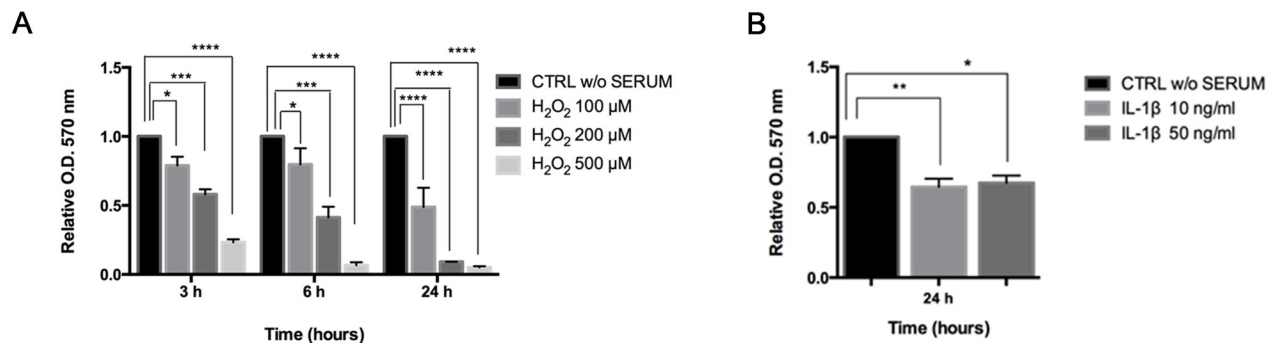 A
Relative O.D. 570 nm
1.5
1.0
0.5
0.0
****
***
*
****
***
*
****
****
****
3 h
6 h
24 h
Time (hours)
CTRL w/o SERUM
H₂O₂ 100 µM
H₂O₂ 200 µM
H₂O₂ 500 µM
B
Relative O.D. 570 nm
1.5
1.0
0.5
0.0
*
**
24 h
Time (hours)
CTRL w/o SERUM
IL-1β 10 ng/ml
IL-1β 50 ng/ml